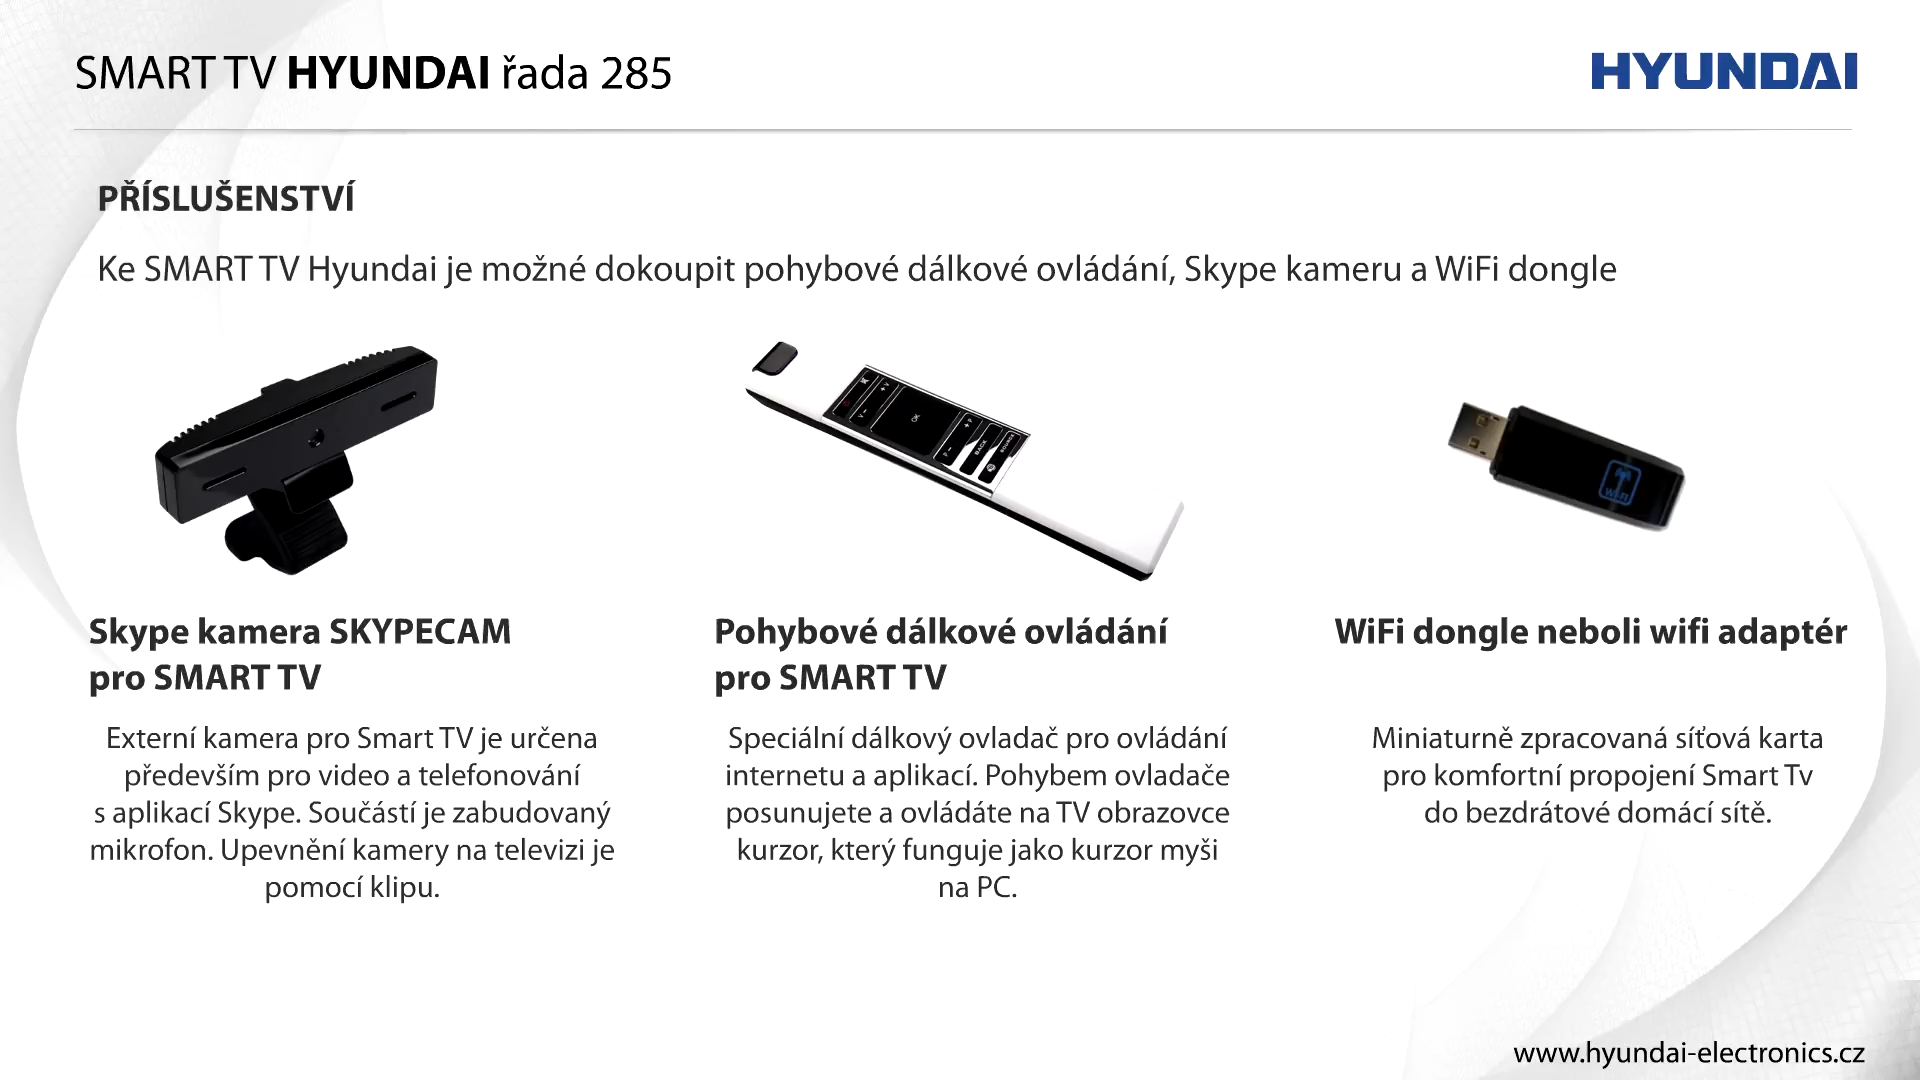 SMART TV HYUNDAI řada 285
HYUNDAI
PŘÍSLUŠENSTVÍ
Ke SMART TV Hyundai je možné dokoupit pohybové dálkové ovládání, Skype kameru a WiFi dongle
OK
BACK
SOURCE
Wi-Fi
Skype kamera SKYPECAM
pro SMART TV
Externí kamera pro Smart TV je určena
především pro video a telefonování
s aplikací Skype. Součástí je zabudovaný
mikrofon. Upevnění kamery na televizi je
pomocí klipu.
Pohybové dálkové ovládání
pro SMART TV
Speciální dálkový ovladač pro ovládání
internetu a aplikací. Pohybem ovladače
posunujete a ovládáte na TV obrazovce
kurzor, který funguje jako kurzor myši
na PC.
WiFi dongle neboli wifi adaptér
Miniaturně zpracovaná síťová karta
pro komfortní propojení Smart Tv
do bezdrátové domácí sítě.
www.hyundai-electronics.cz